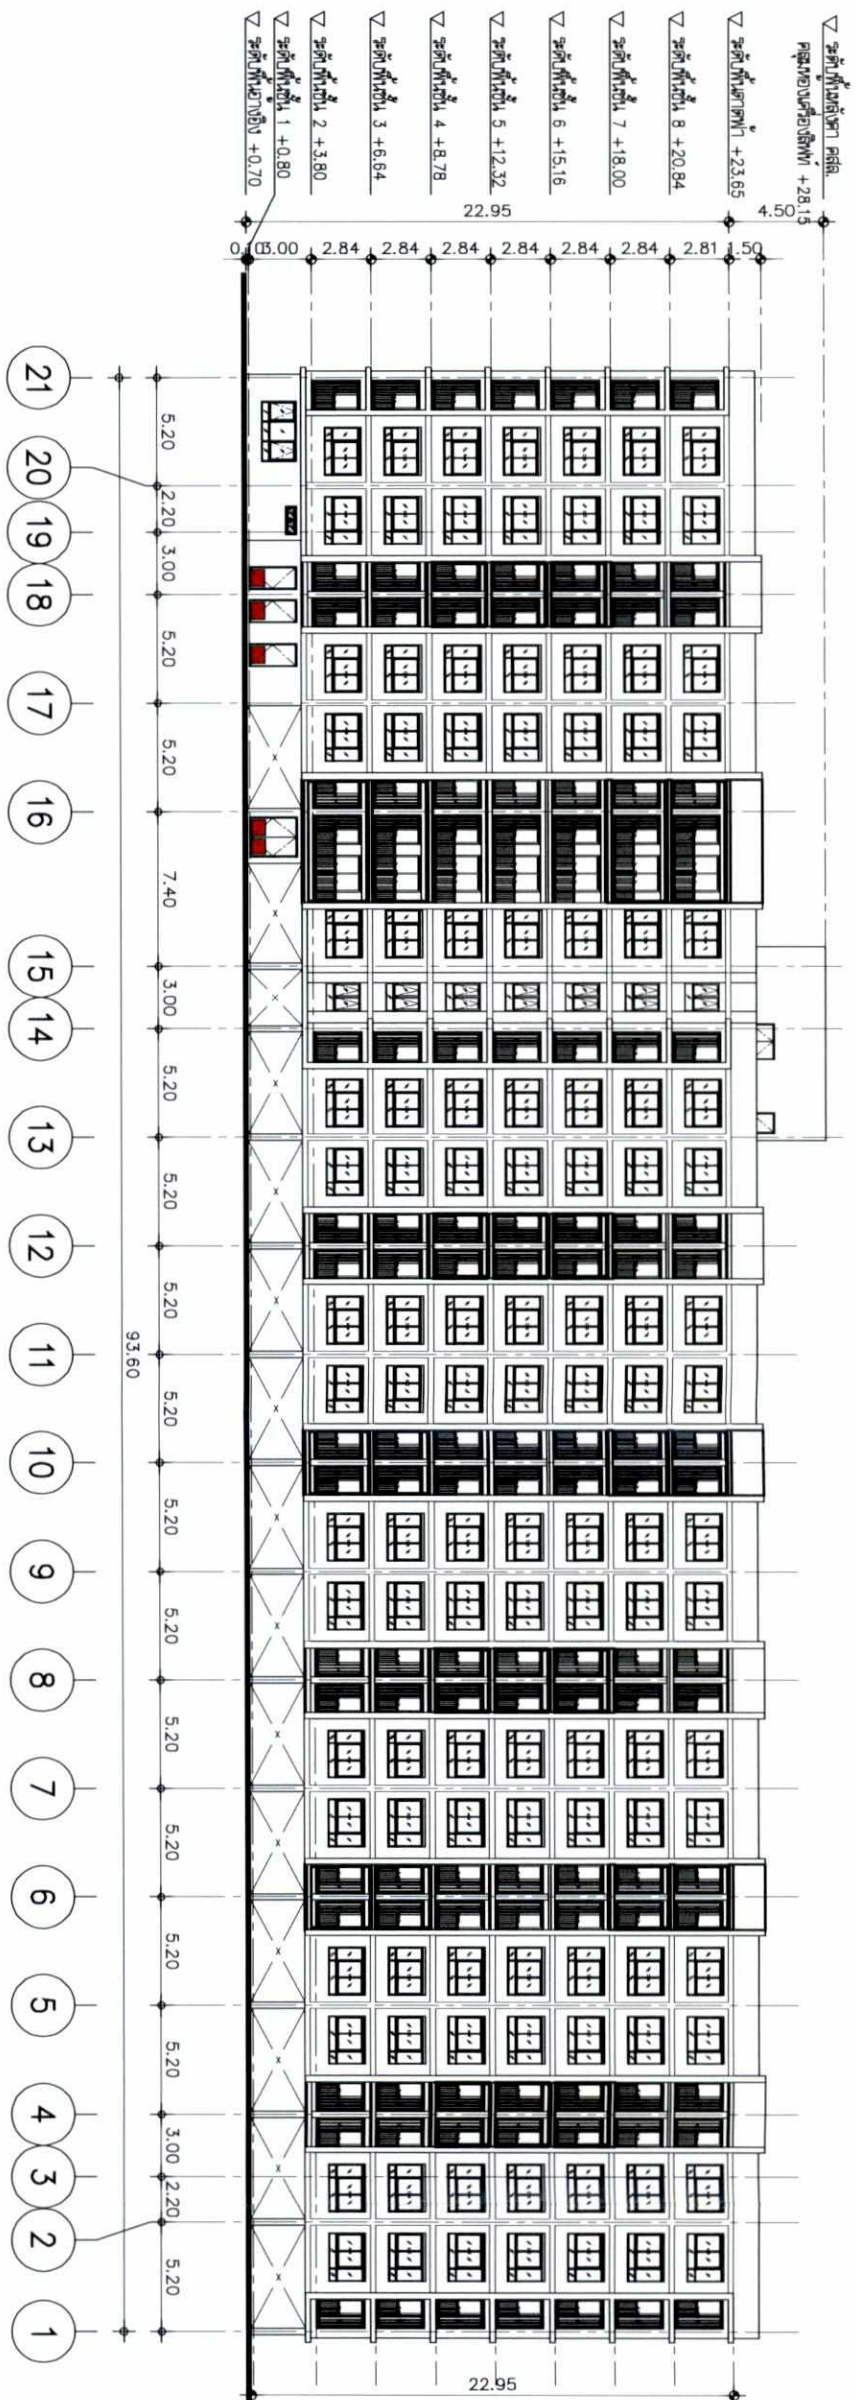 ระดับพื้นหลังคา คสล.
คลุมห้องเครื่องลิฟท์ +28.15
ระดับพื้นดาดฟ้า +23.65
ระดับพื้นชั้น 8 +20.84
ระดับพื้นชั้น 7 +18.00
ระดับพื้นชั้น 6 +15.16
ระดับพื้นชั้น 5 +12.32
ระดับพื้นชั้น 4 +8.78
ระดับพื้นชั้น 3 +6.64
ระดับพื้นชั้น 2 +3.80
ระดับพื้นชั้น 1 +0.80
ระดับพื้นอ้างอิง +0.70
4.50
22.95
1.50
2.81
2.84
2.84
2.84
2.84
2.84
2.84
3.00
0.10
22.95
5.20 2.20 3.00 5.20 5.20 7.40 3.00 5.20 5.20 5.20 5.20 5.20 5.20 5.20 5.20 5.20 5.20 3.00 2.20 5.20
93.60
21 20 19 18 17 16 15 14 13 12 11 10 9 8 7 6 5 4 3 2 1